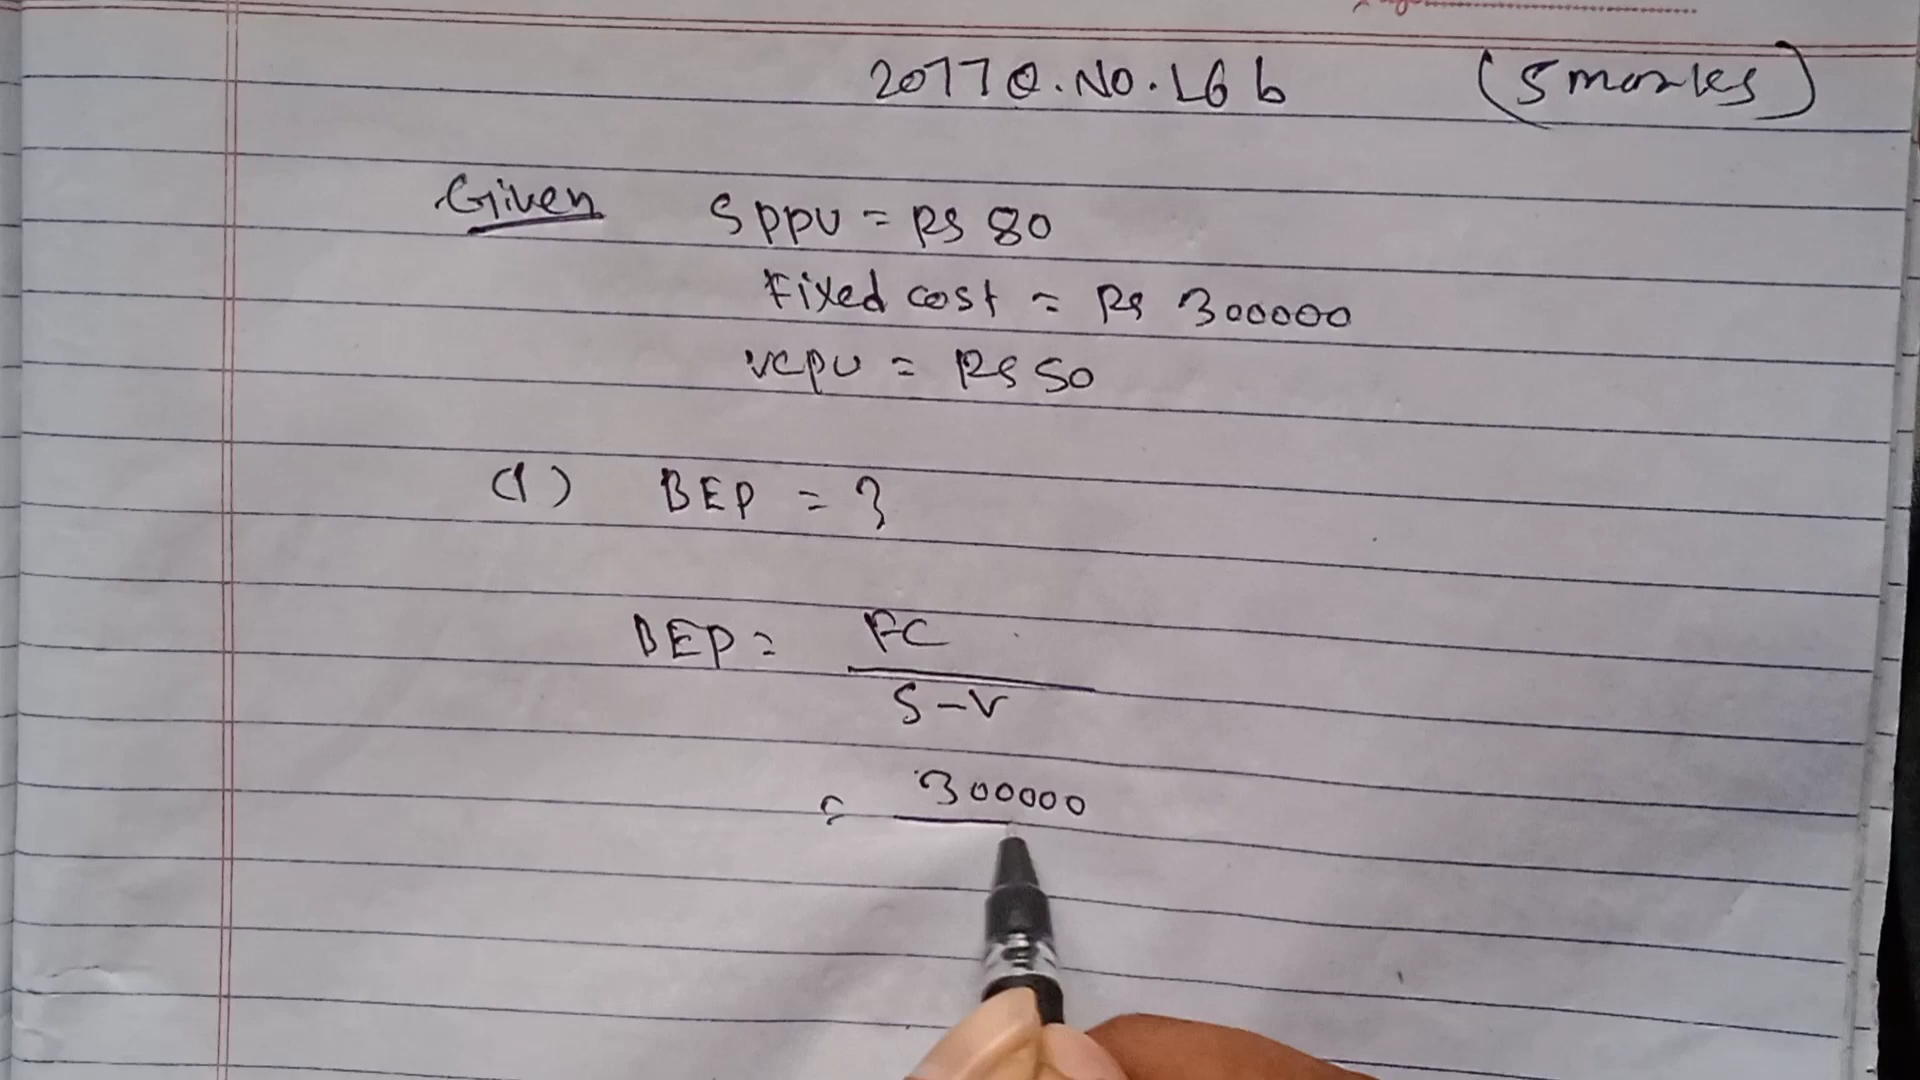 2077 Q.NO.16 b (5 marks)
Given SPPU = RS 80
Fixed cost = Rs 300000
vcpu = RS 50
(1) BEP = ?
BEP = FC
S-V
= 300000